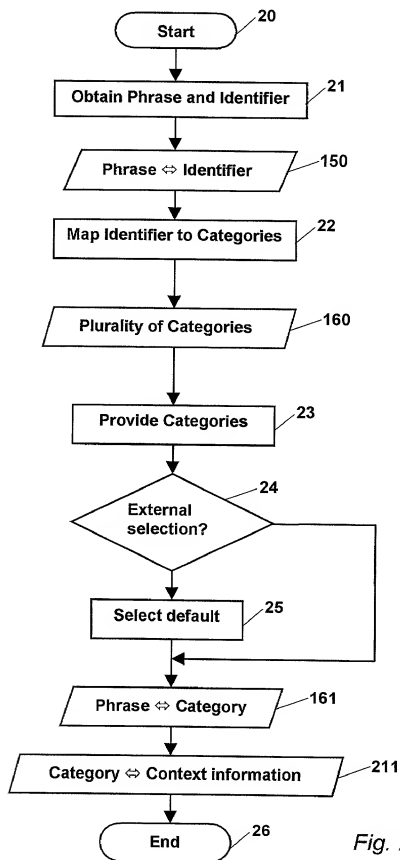 20
Start
21
Obtain Phrase and Identifier
150
Phrase ⇔ Identifier
22
Map Identifier to Categories
160
Plurality of Categories
23
Provide Categories
24
External
selection?
25
Select default
161
Phrase ⇔ Category
211
Category ⇔ Context information
26
End
Fig.